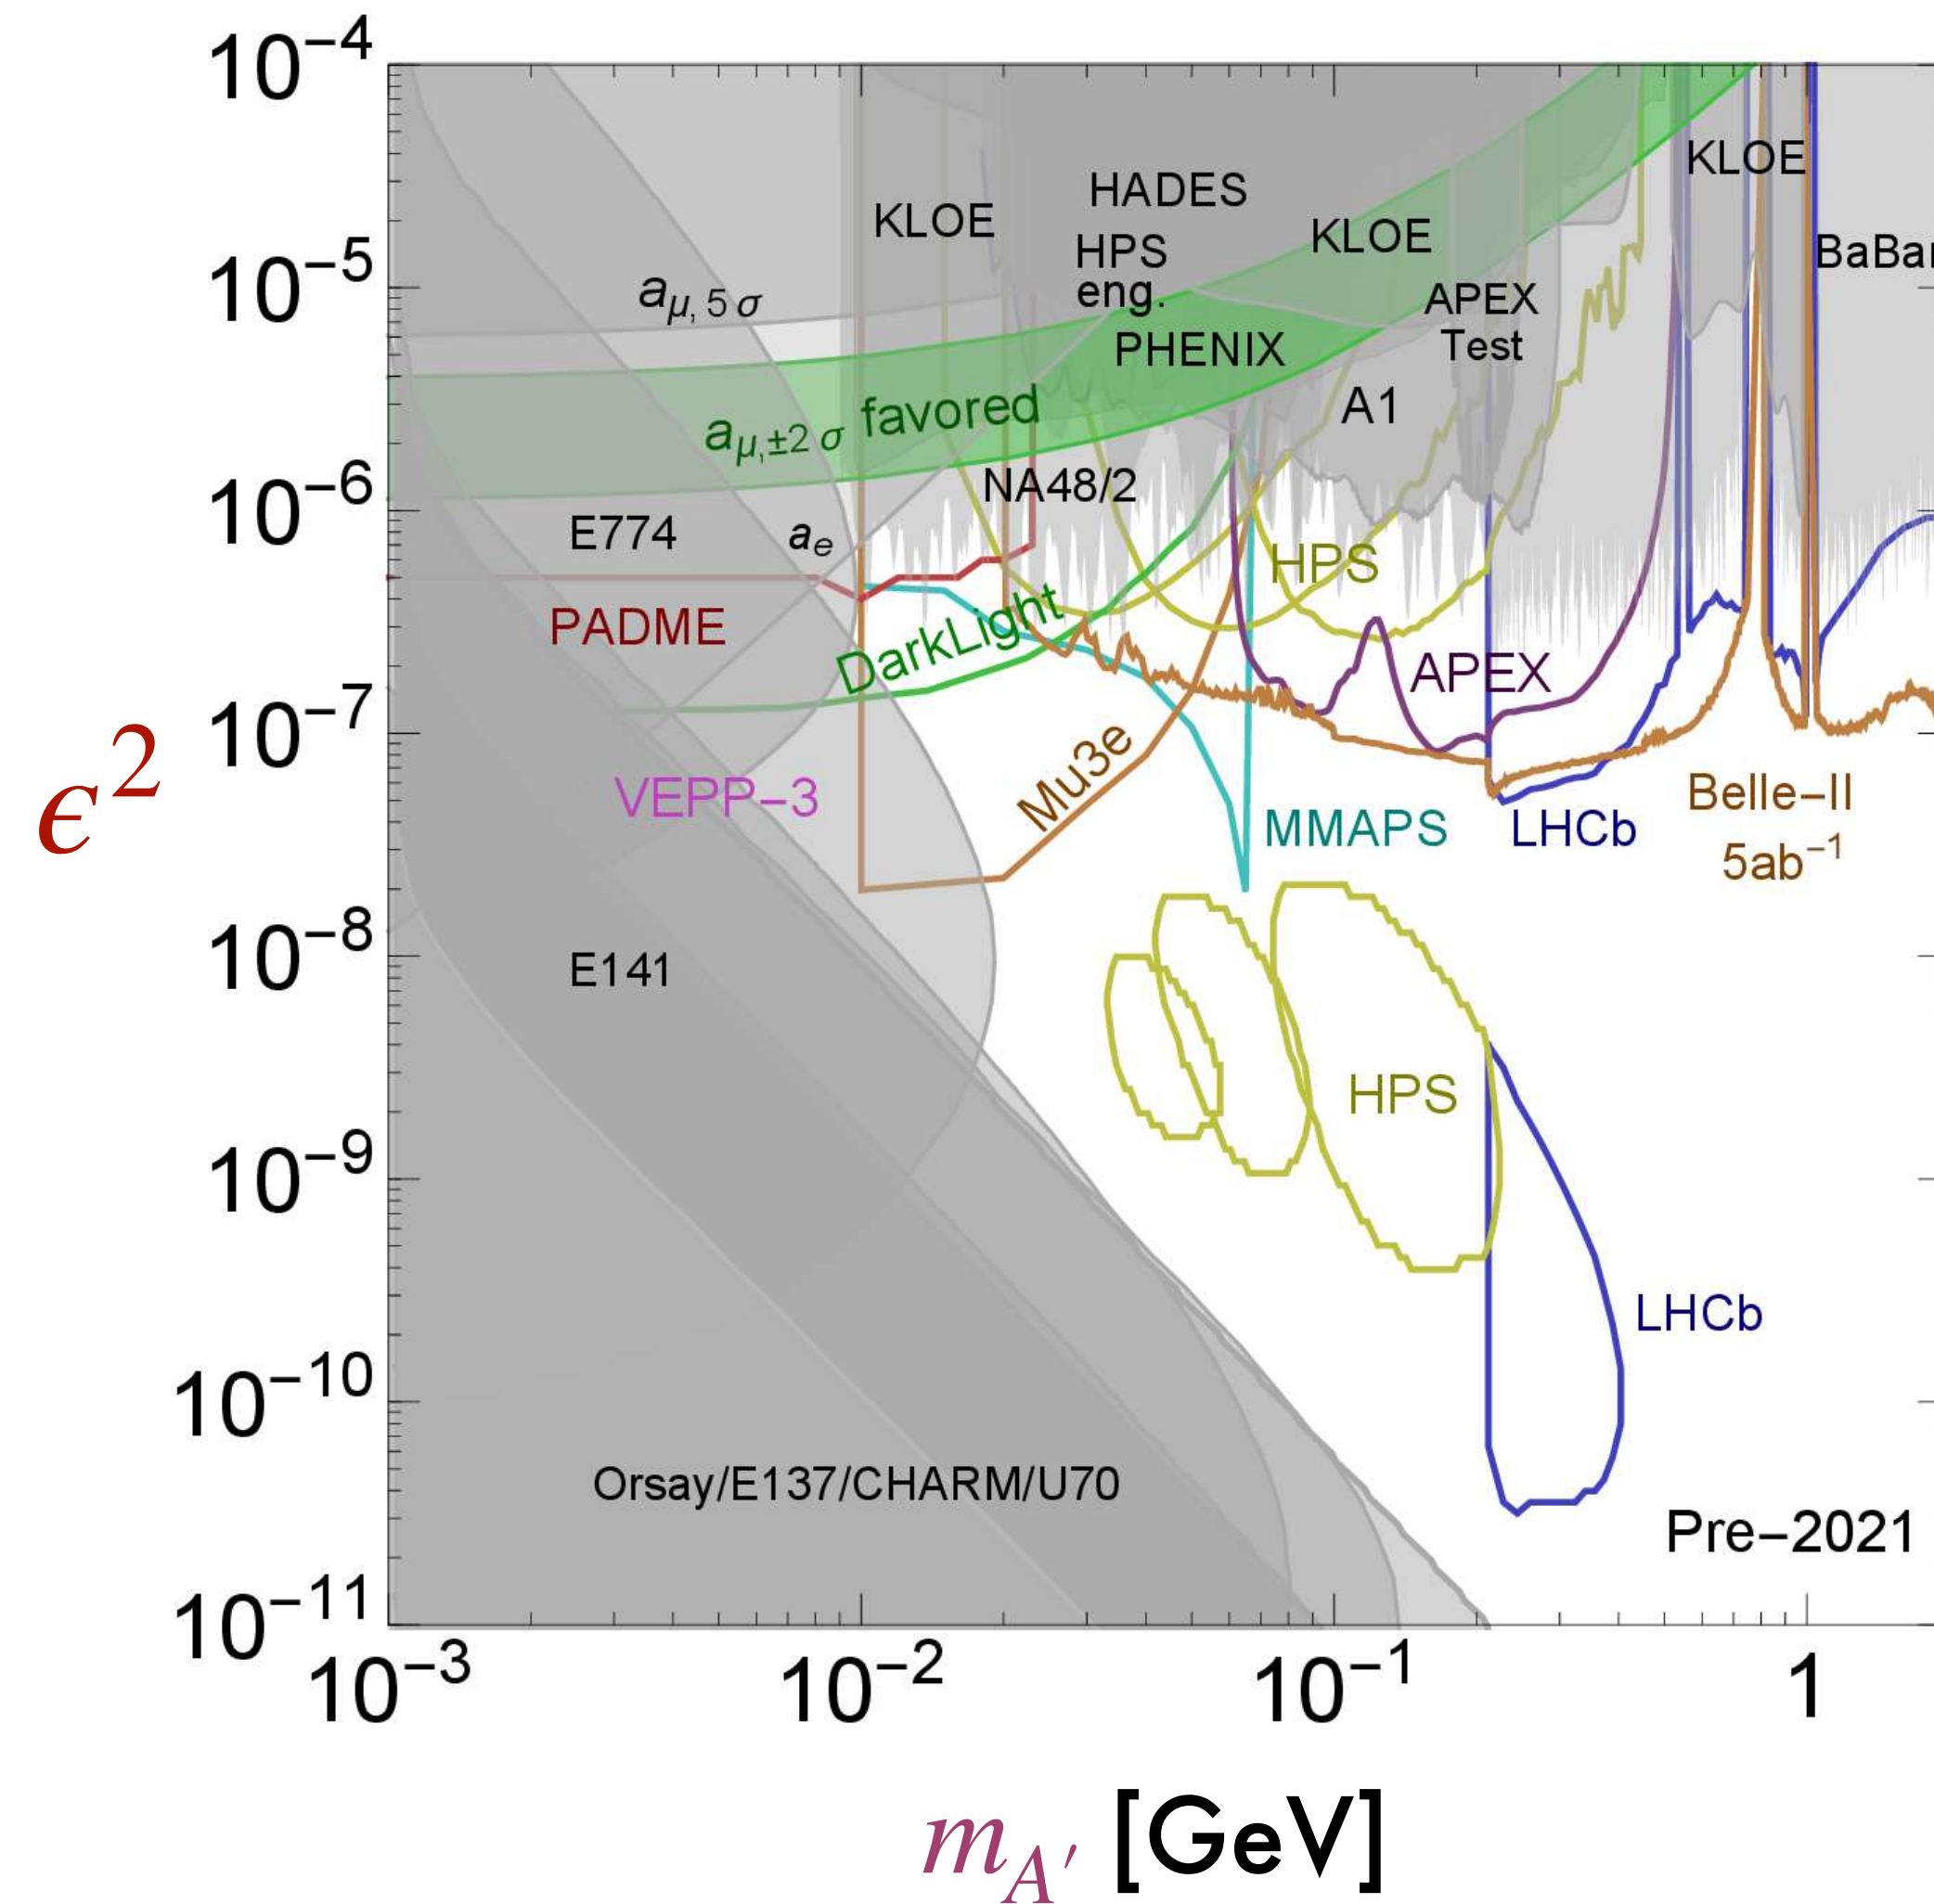 10⁻⁴
10⁻⁵
10⁻⁶
10⁻⁷
10⁻⁸
10⁻⁹
10⁻¹⁰
10⁻¹¹
ϵ²
KLOE
HADES
KLOE
HPS
eng.
KLOE
BaBar
a_μ, 5 σ
APEX
Test
PHENIX
A1
a_μ,±2 σ favored
NA48/2
E774
a_e
HPS
PADME
DarkLight
APEX
VEPP−3
Mu3e
MMAPS
LHCb
Belle−II
5ab⁻¹
E141
HPS
LHCb
Orsay/E137/CHARM/U70
Pre−2021
10⁻³
10⁻²
10⁻¹
1
m_A′ [GeV]